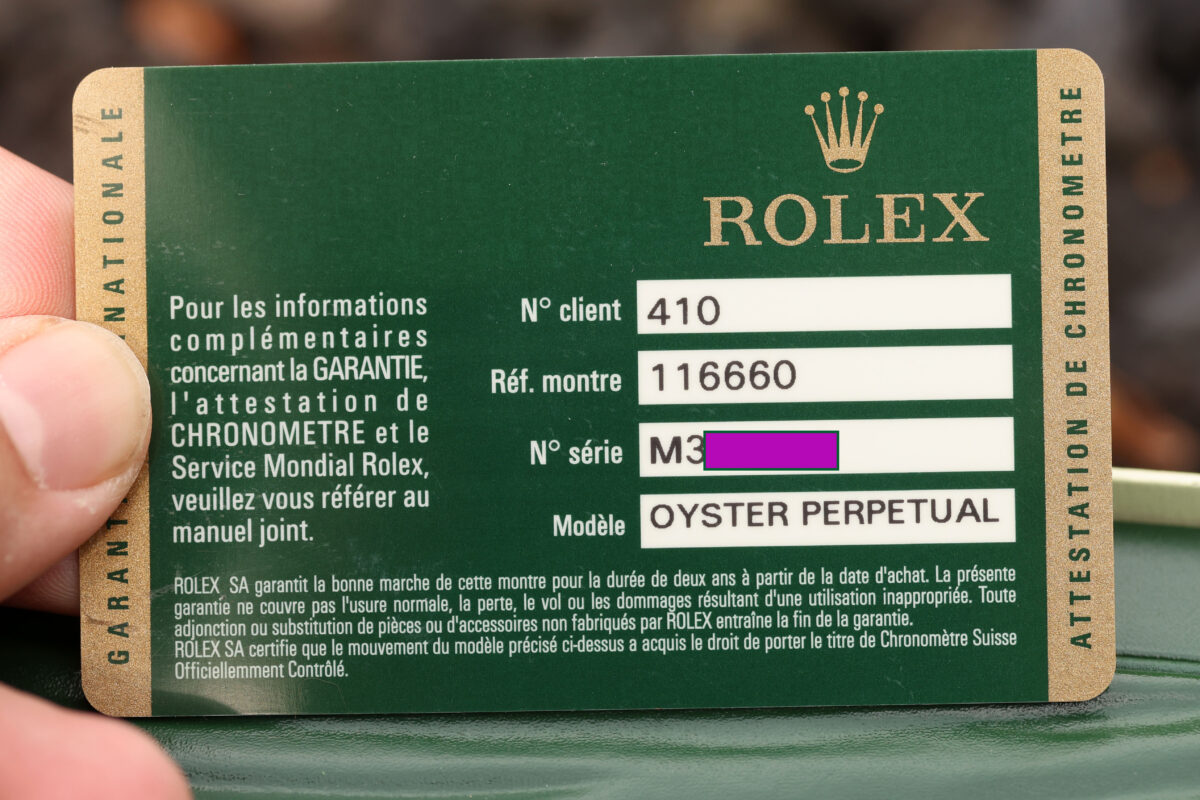 ROLEX
Pour les informations
complémentaires
concernant la GARANTIE,
l'attestation de
CHRONOMETRE et le
Service Mondial Rolex,
veuillez vous référer au
manuel joint.
N° client 410
Réf. montre 116660
N° série M3
Modèle OYSTER PERPETUAL
ROLEX SA garantit la bonne marche de cette montre pour la durée de deux ans à partir de la date d'achat. La présente
garantie ne couvre pas l'usure normale, la perte, le vol ou les dommages résultant d'une utilisation inappropriée. Toute
adjonction ou substitution de pièces ou d'accessoires non fabriqués par ROLEX entraîne la fin de la garantie.
ROLEX SA certifie que le mouvement du modèle précisé ci-dessus a acquis le droit de porter le titre de Chronomètre Suisse
Officiellement Contrôlé.
ATTESTATION DE CHRONOMETRE